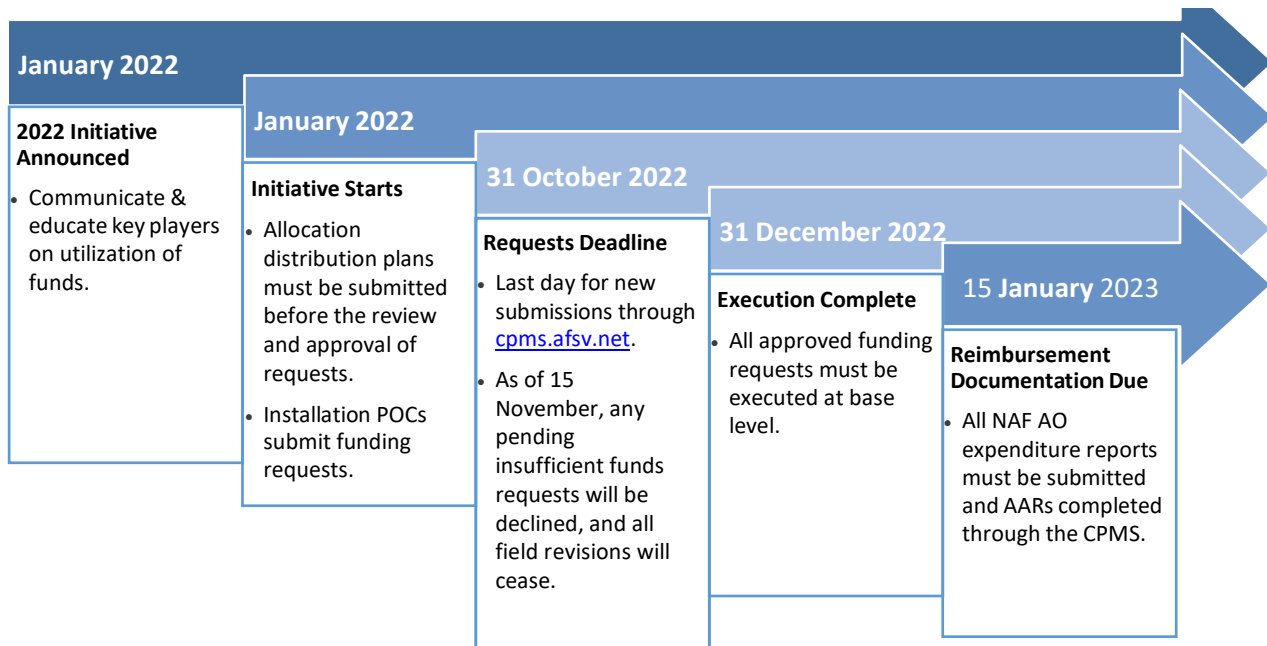 January 2022
2022 Initiative
Announced
• Communicate &
educate key players
on utilization of
funds.
January 2022
Initiative Starts
• Allocation
distribution plans
must be submitted
before the review
and approval of
requests.
• Installation POCs
submit funding
requests.
31 October 2022
Requests Deadline
• Last day for new
submissions through
cpms.afsv.net.
• As of 15
November, any
pending
insufficient funds
requests will be
declined, and all
field revisions will
cease.
31 December 2022
Execution Complete
• All approved funding
requests must be
executed at base
level.
15 January 2023
Reimbursement
Documentation Due
• All NAF AO
expenditure reports
must be submitted
and AARs completed
through the CPMS.